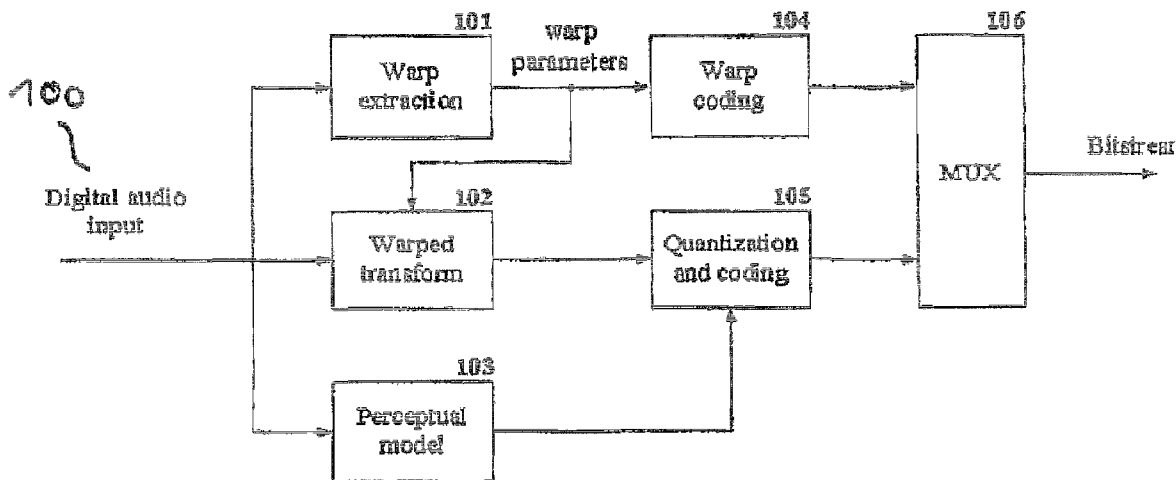 101
warp
parameters
104
106
Warp
extraction
Warp
coding
100
MUX
Bitstream
Digital audio
input
102
105
Warped
transform
Quantization
and coding
103
Perceptual
model